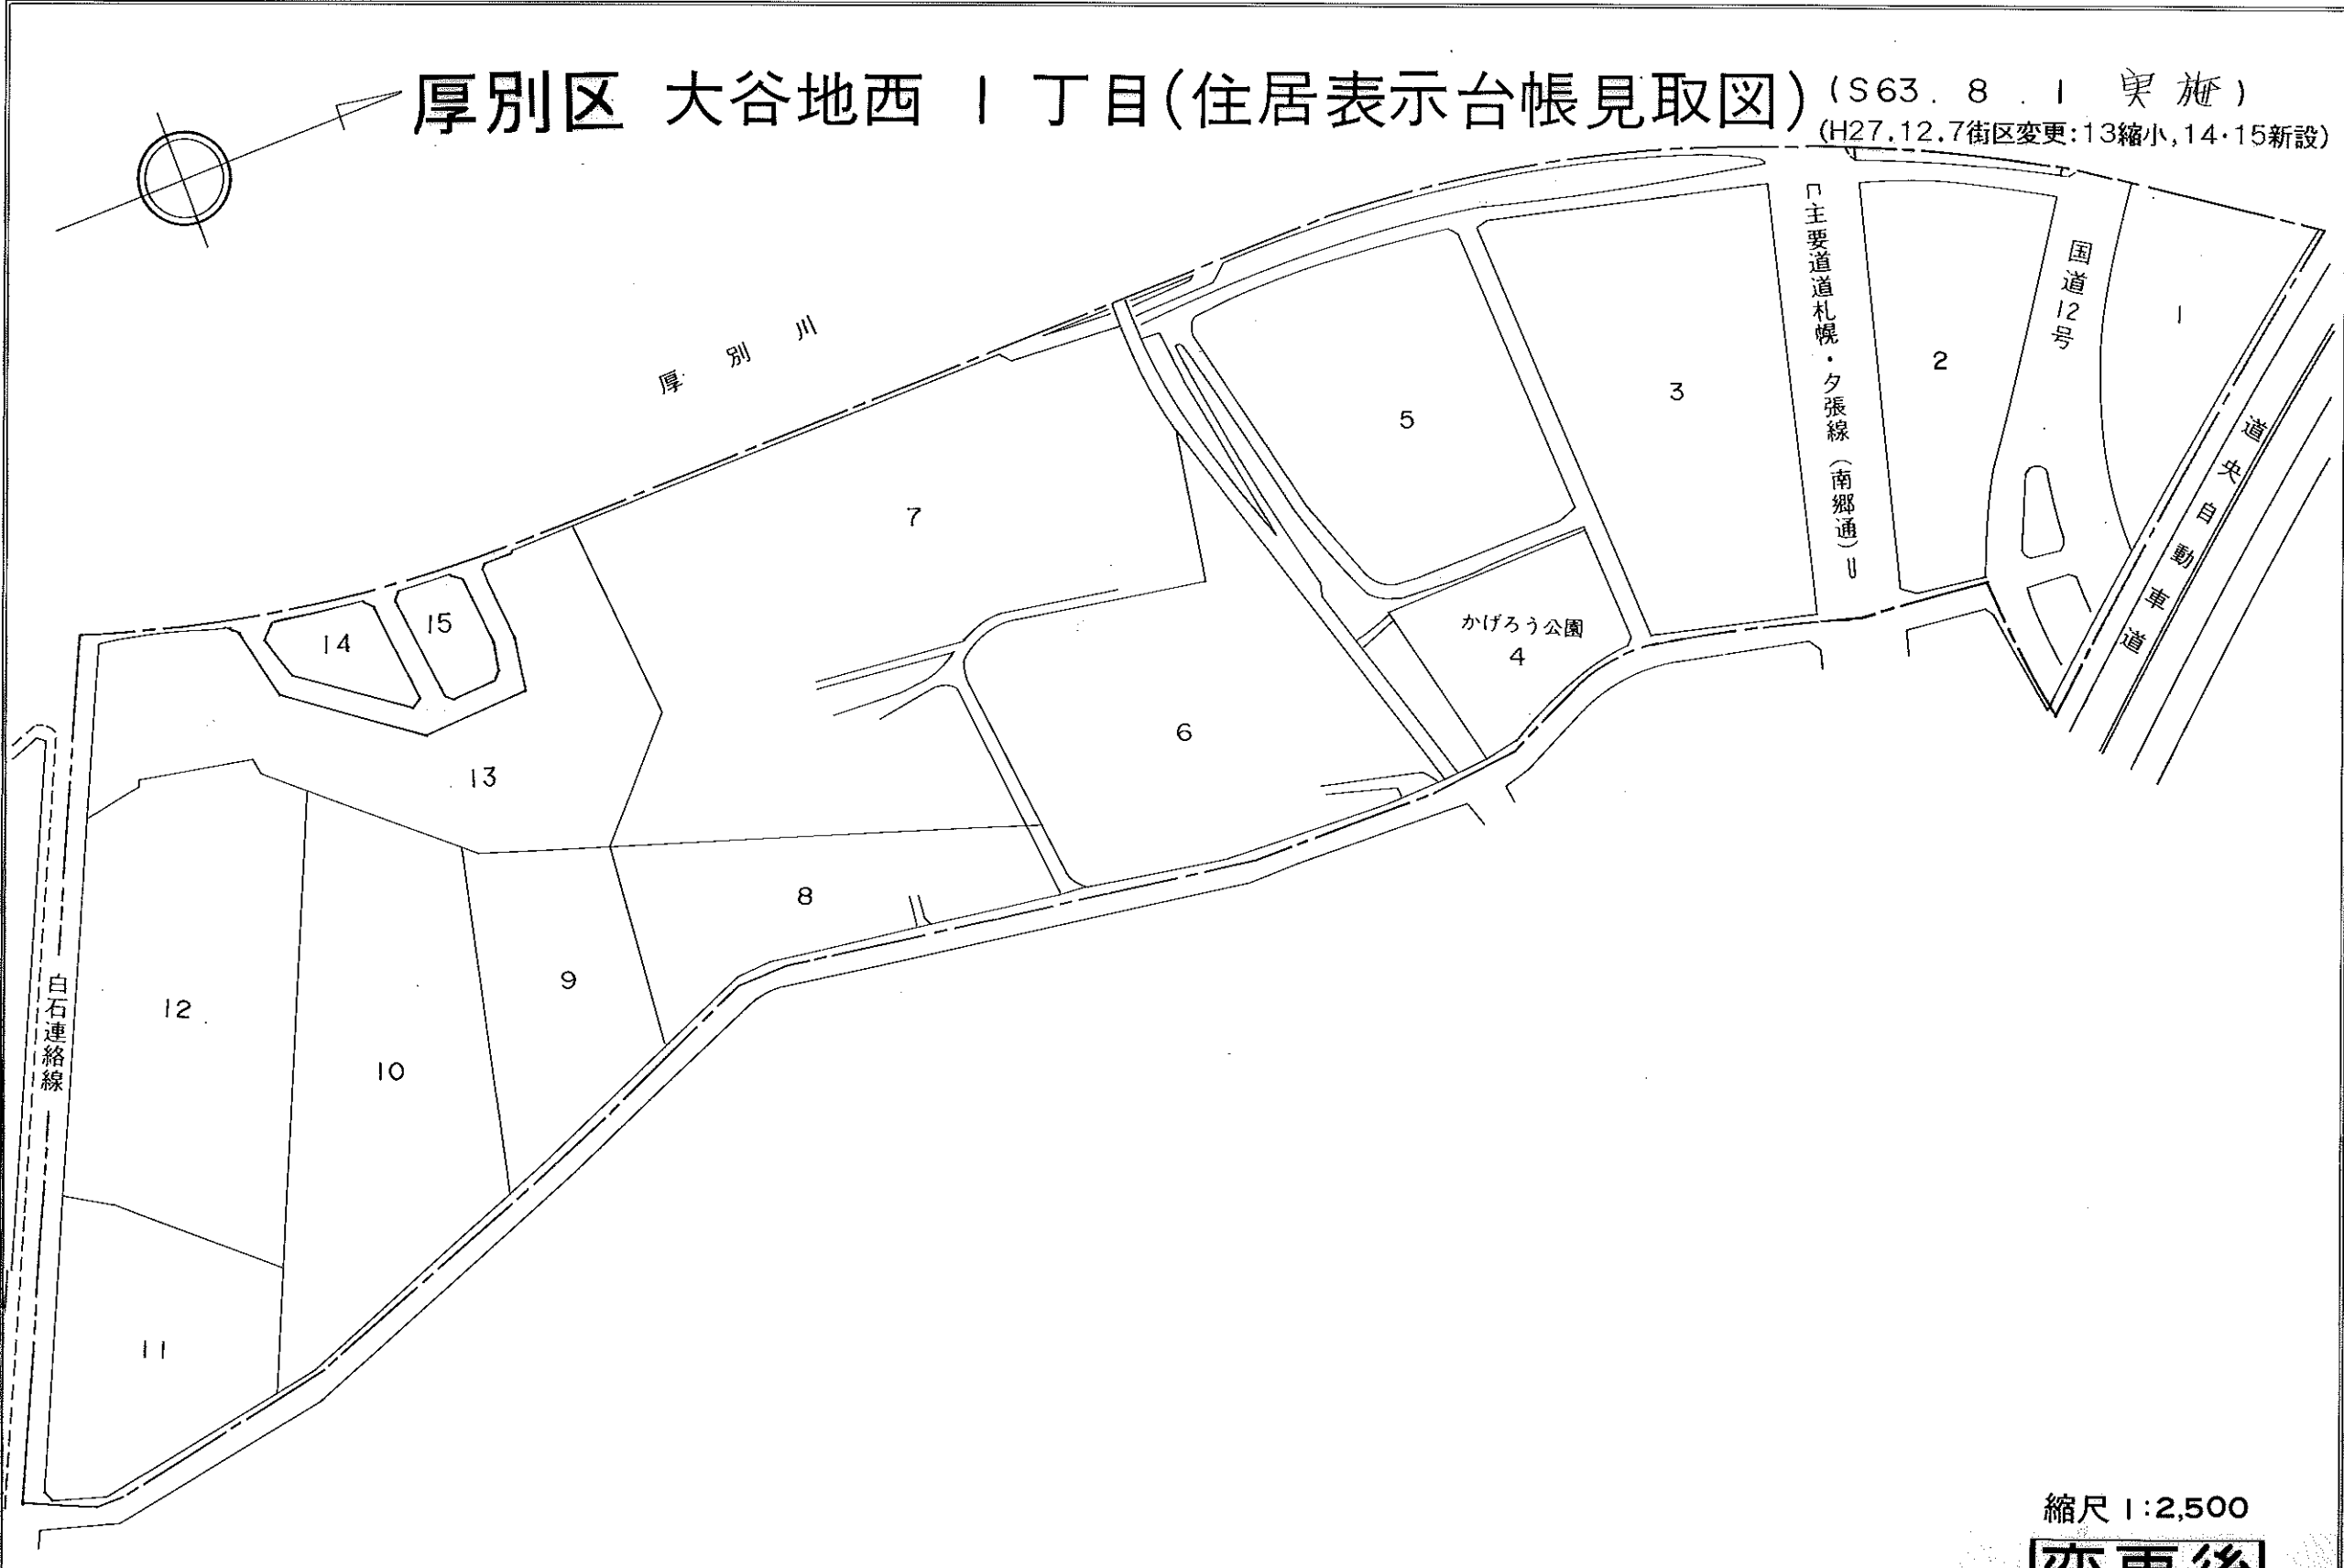 厚別区 大谷地西 1 丁目(住居表示台帳見取図)(S63.8.1 実施)
(H27.12.7街区変更:13縮小,14・15新設)
厚別川
主要道道札幌・夕張線(南郷通)
国道12号
道央自動車道
白石連絡線
1
2
3
5
かげろう公園
4
7
6
15
14
13
8
9
12
10
11
縮尺 1:2,500
変更後